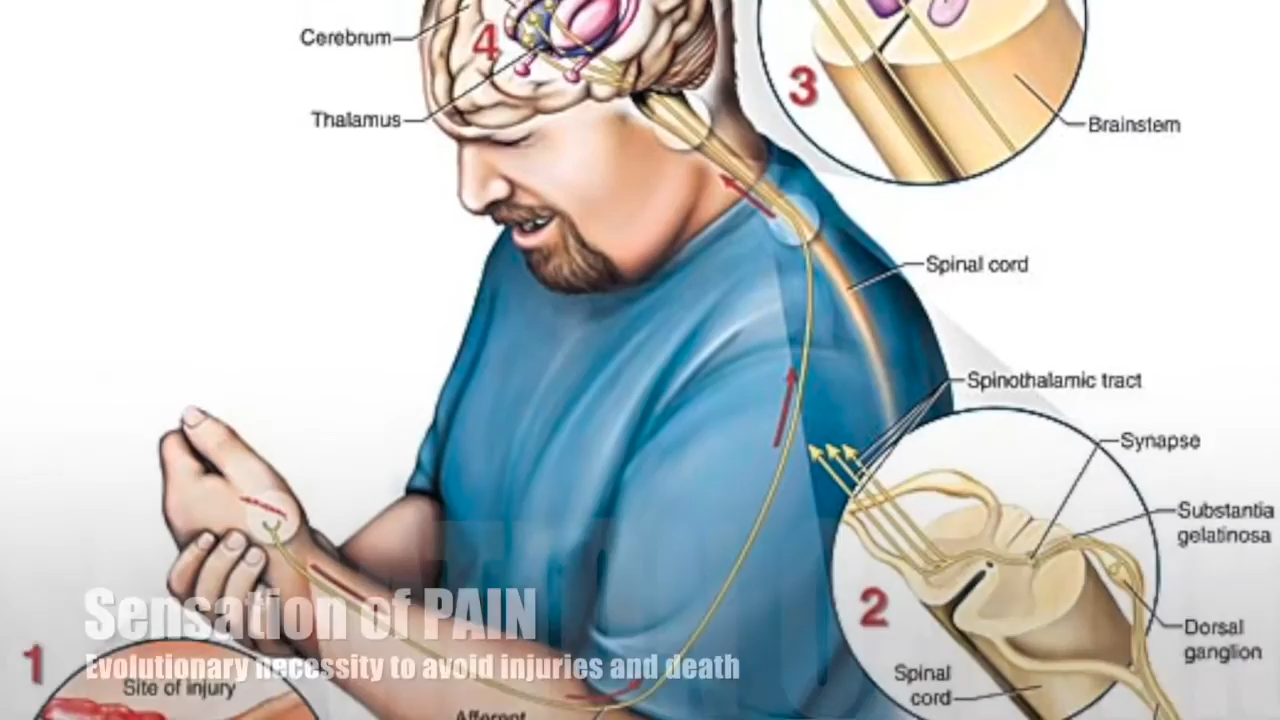 Cerebrum
4
Thalamus
3
Brainstem
Spinal cord
Spinothalamic tract
Synapse
Substantia
gelatinosa
2
Dorsal
ganglion
Spinal
cord
Sensation of PAIN
Evolutionary necessity to avoid injuries and death
1
Site of injury
Afferent